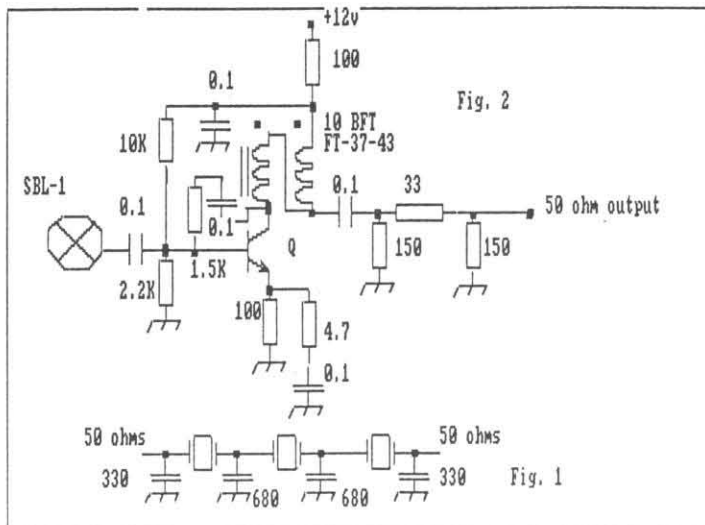 +12v
100
0.1
Fig. 2
10 BFT
FT-37-43
10K
SBL-1
0.1
0.1
0.1
33
50 ohm output
Q
150
150
1.5K
2.2K
100
4.7
0.1
50 ohms
50 ohms
330
680
680
330
Fig. 1